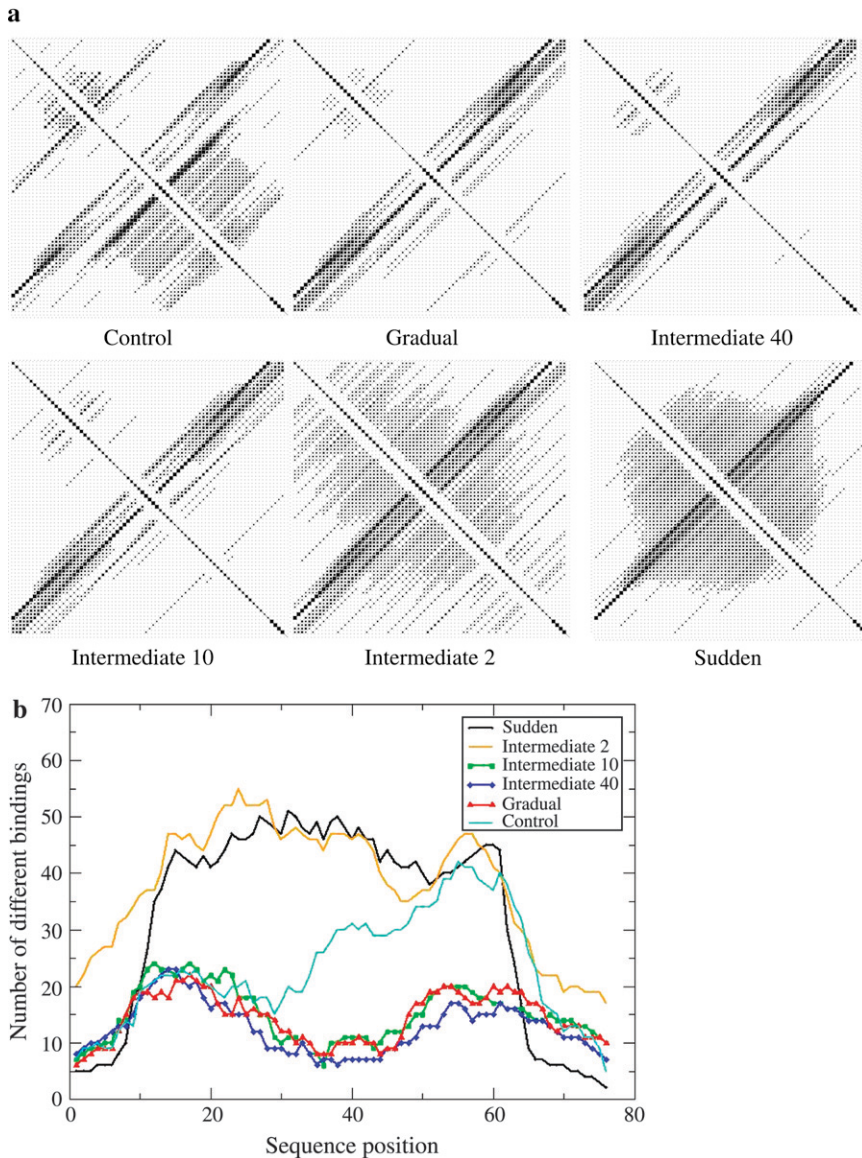 a
Control Gradual Intermediate 40
Intermediate 10 Intermediate 2 Sudden
b
70
60
50
40
30
20
10
0
Number of different bindings
Sudden
Intermediate 2
Intermediate 10
Intermediate 40
Gradual
Control
0 20 40 60 80
Sequence position